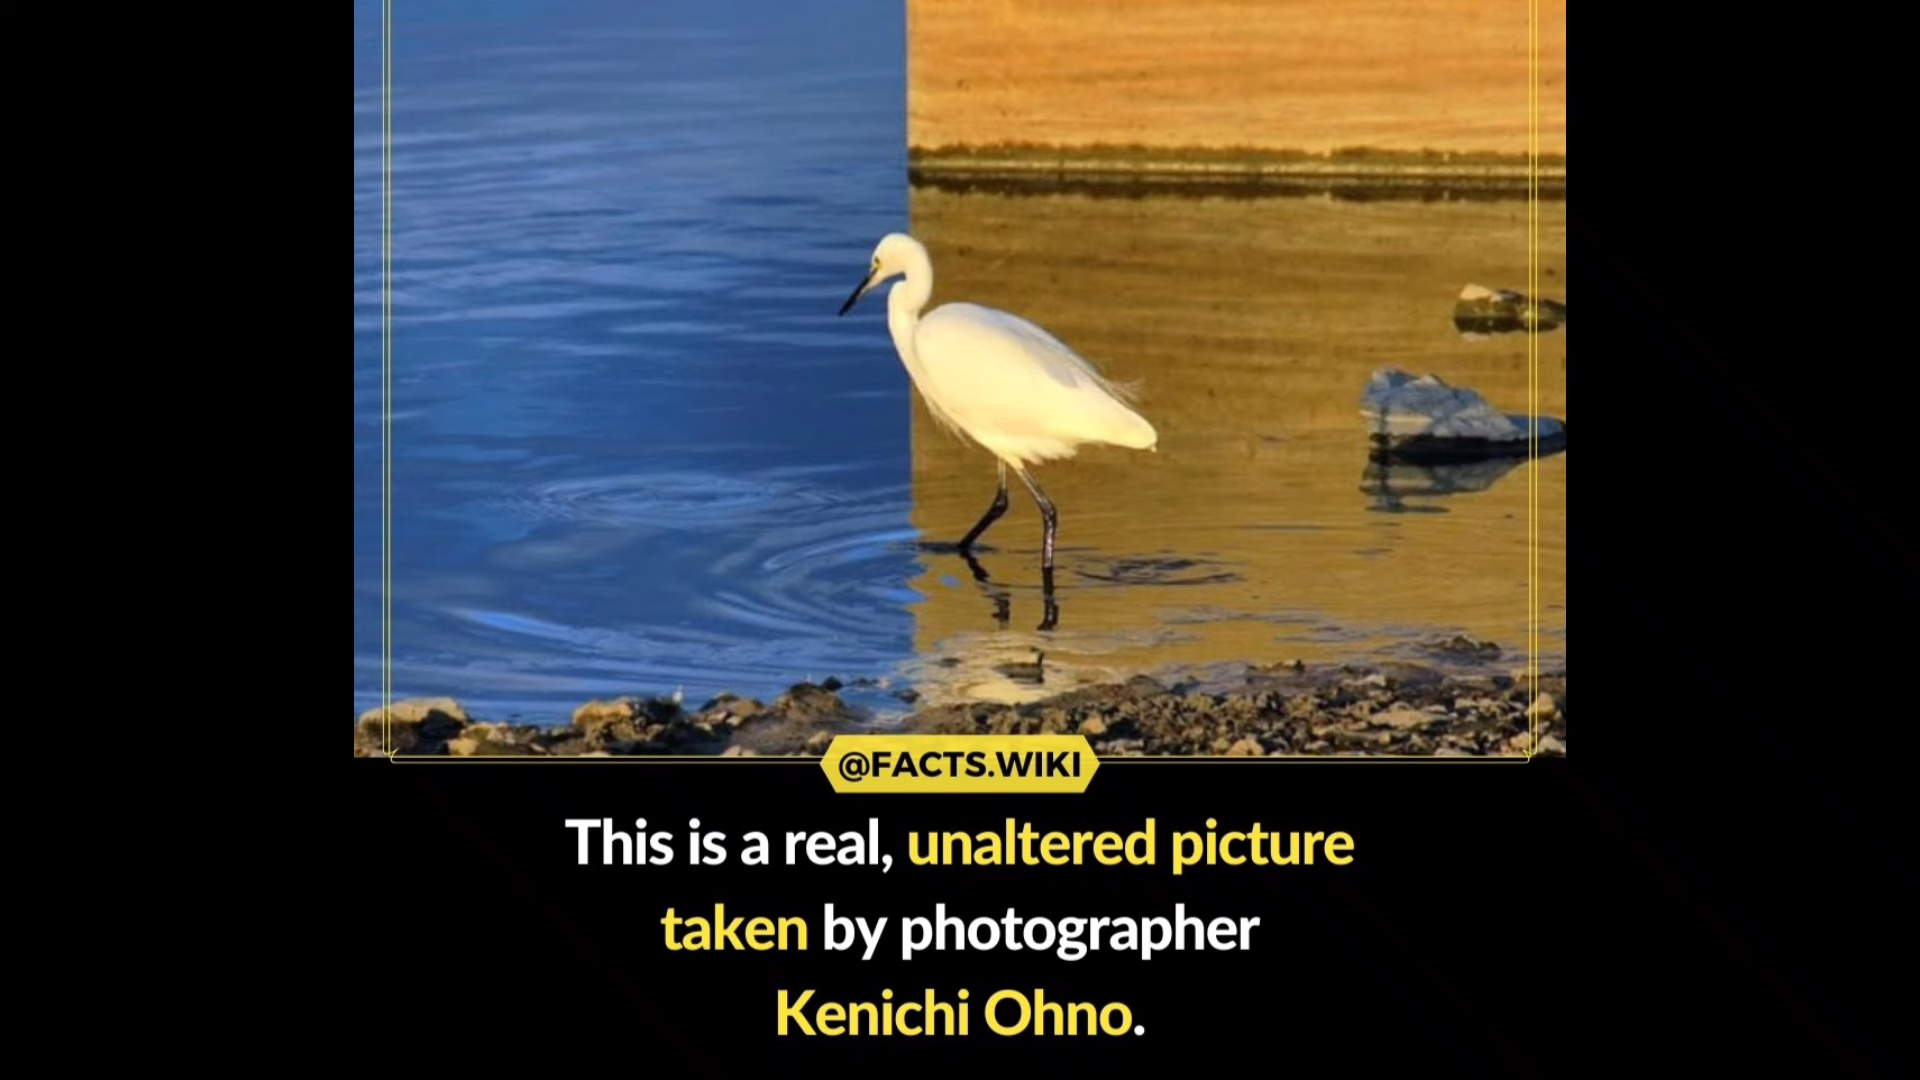 @FACTS.WIKI
This is a real, unaltered picture
taken by photographer
Kenichi Ohno.